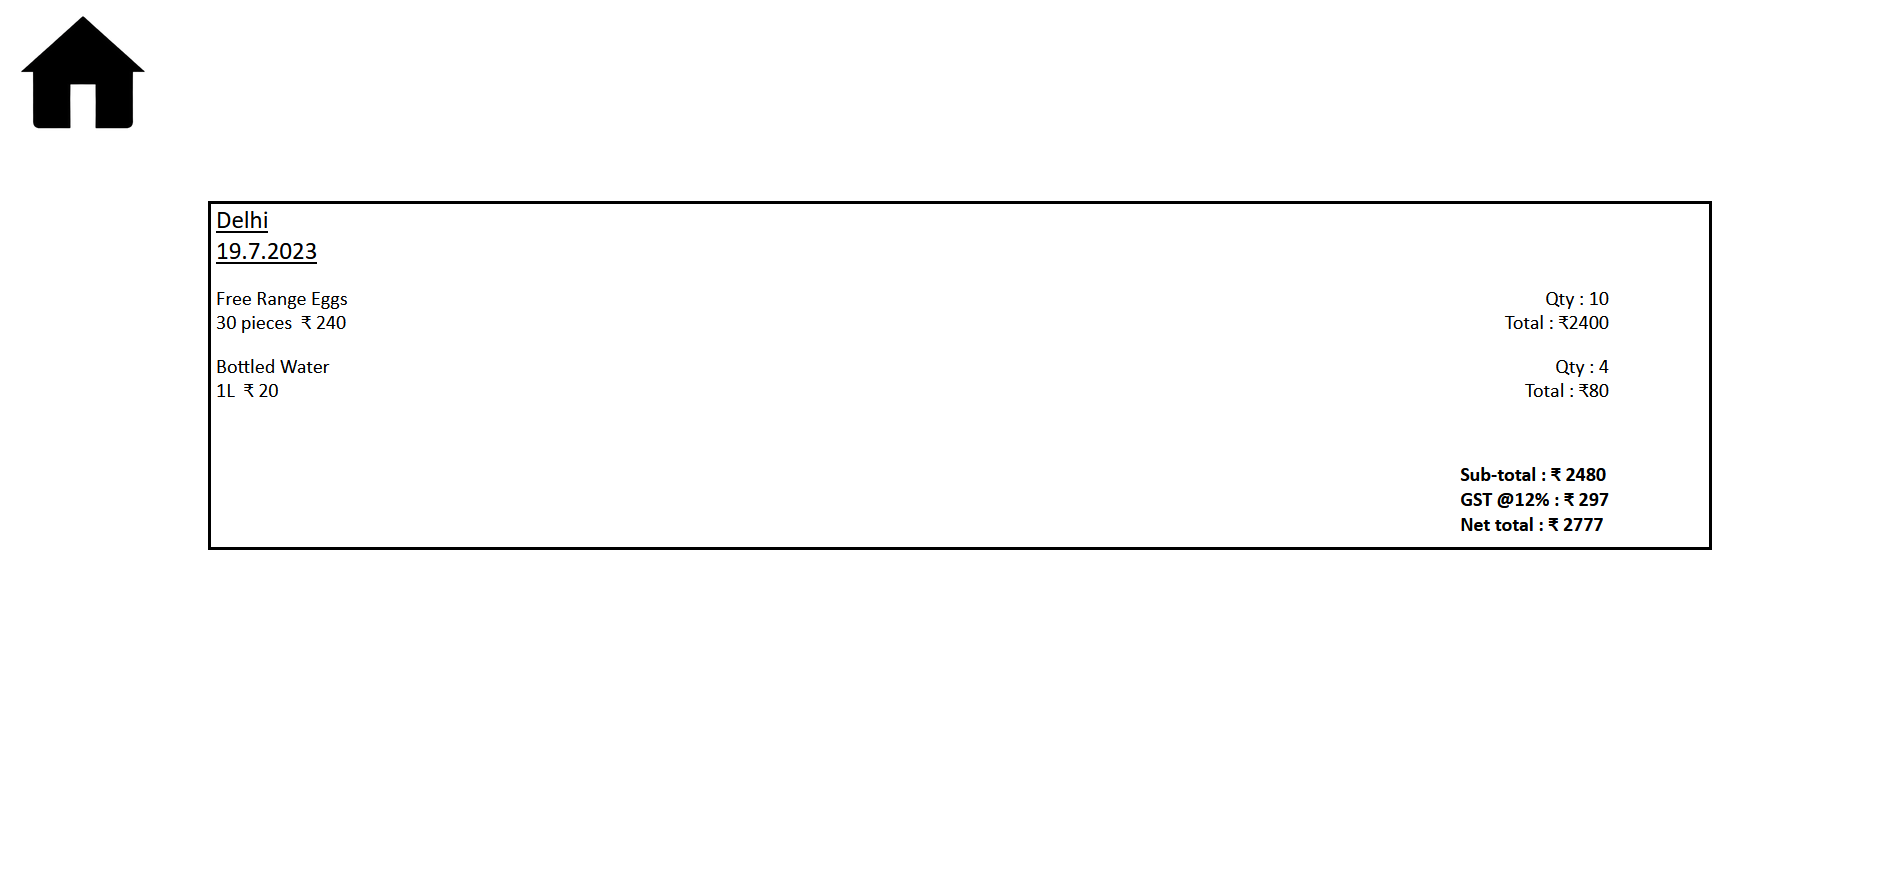 Delhi
19.7.2023
Free Range Eggs Qty : 10
30 pieces ₹ 240 Total : ₹2400
Bottled Water Qty : 4
1L ₹ 20 Total : ₹80
Sub-total : ₹ 2480
GST @12% : ₹ 297
Net total : ₹ 2777